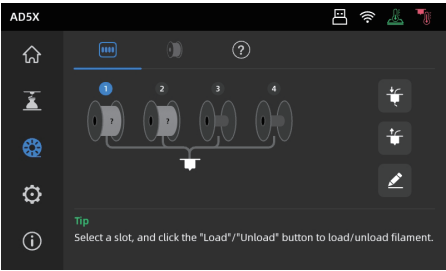 AD5X
?
1 2 3 4
? ?
Tip
Select a slot, and click the "Load"/"Unload" button to load/unload filament.